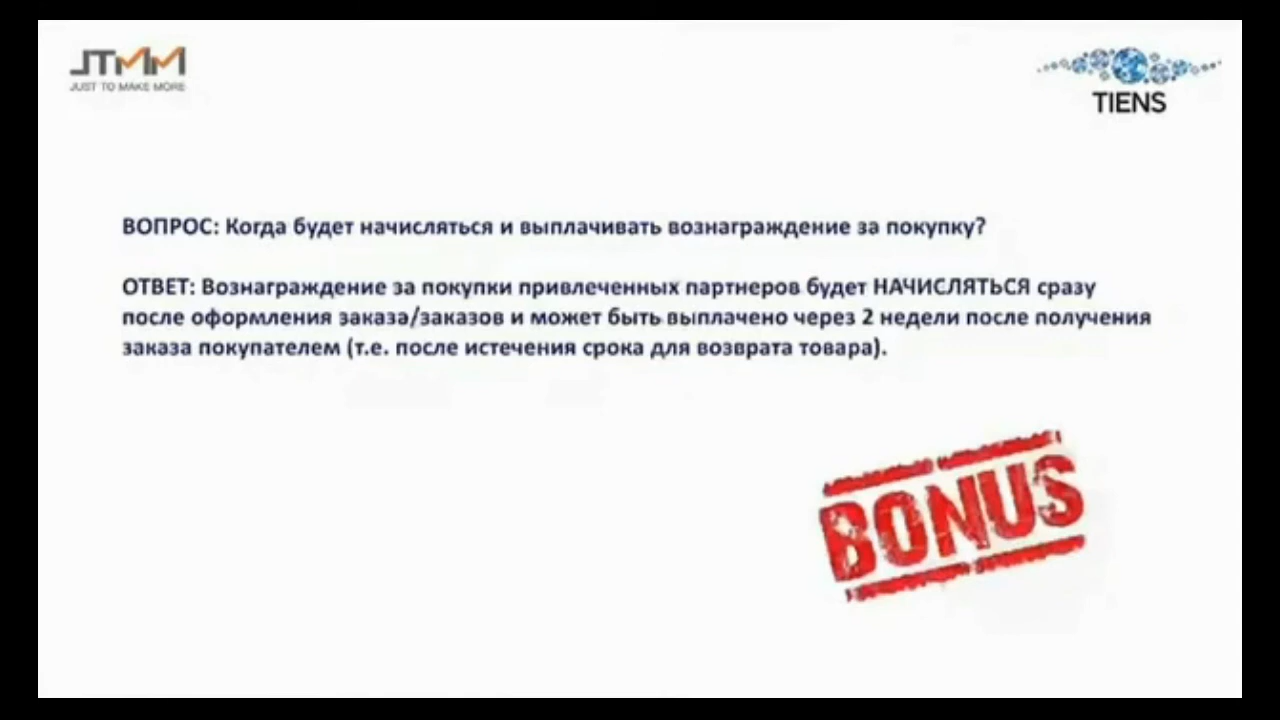 JTMM
JUST TO MAKE MORE
TIENS
ВОПРОС: Когда будет начисляться и выплачивать вознаграждение за покупку?
ОТВЕТ: Вознаграждение за покупки привлеченных партнеров будет НАЧИСЛЯТЬСЯ сразу
после оформления заказа/заказов и может быть выплачено через 2 недели после получения
заказа покупателем (т.е. после истечения срока для возврата товара).
BONUS